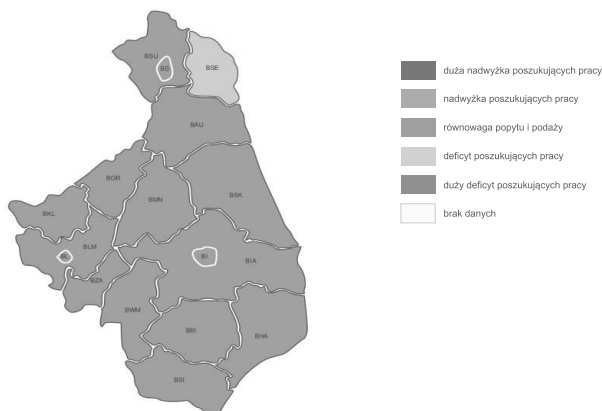 BSU
BS
BSE
BAU
BGR
BMN
BSK
BKL
BL
BLM
BZA
BI
BIA
BWM
BBI
BHA
BSI
duża nadwyżka poszukujących pracy
nadwyżka poszukujących pracy
równowaga popytu i podaży
deficyt poszukujących pracy
duży deficyt poszukujących pracy
brak danych